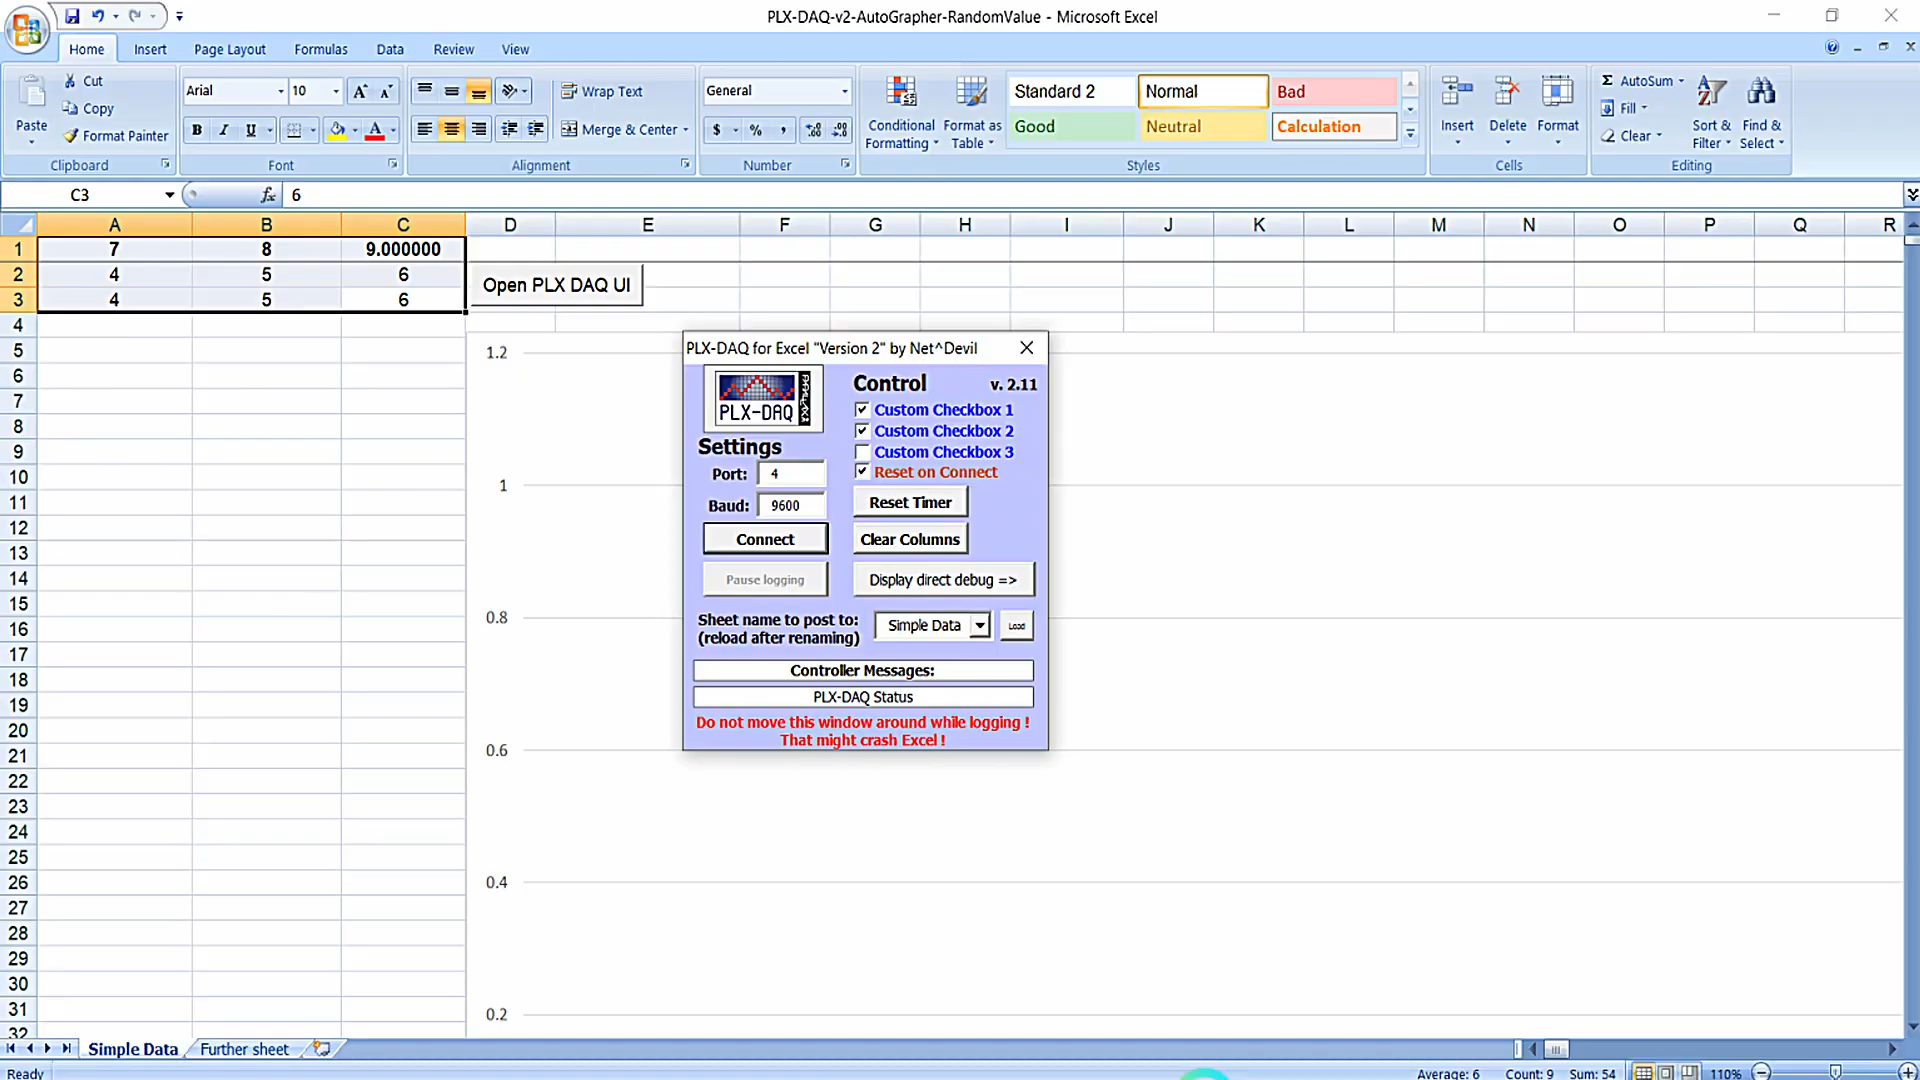 PLX-DAQ-v2-AutoGrapher-RandomValue - Microsoft Excel
Home Insert Page Layout Formulas Data Review View
Paste
Cut
Copy
Format Painter
Clipboard
Arial 10
B I U A
Font
Wrap Text
Merge & Center
Alignment
General
$ % ,
Number
Conditional Formatting
Format as Table
Standard 2 Normal Bad
Good Neutral Calculation
Styles
Insert Delete Format
Cells
Σ AutoSum
Fill
Clear
Sort & Filter
Find & Select
Editing
C3 fx 6
A B C D E F G H I J K L M N O P Q R
1 7 8 9.000000
2 4 5 6
3 4 5 6
Open PLX DAQ UI
4
5
6
7
8
9
10
11
12
13
14
15
16
17
18
19
20
21
22
23
24
25
26
27
28
29
30
31
32
1.2
1
0.8
0.6
0.4
0.2
PLX-DAQ for Excel "Version 2" by Net^Devil
PLX-DAQ
PARALLAX
Control v. 2.11
Custom Checkbox 1
Custom Checkbox 2
Custom Checkbox 3
Reset on Connect
Settings
Port: 4
Baud: 9600
Reset Timer
Connect
Clear Columns
Pause logging
Display direct debug =>
Sheet name to post to:
(reload after renaming)
Simple Data
Load
Controller Messages:
PLX-DAQ Status
Do not move this window around while logging !
That might crash Excel !
Simple Data Further sheet
Ready Average: 6 Count: 9 Sum: 54 110%